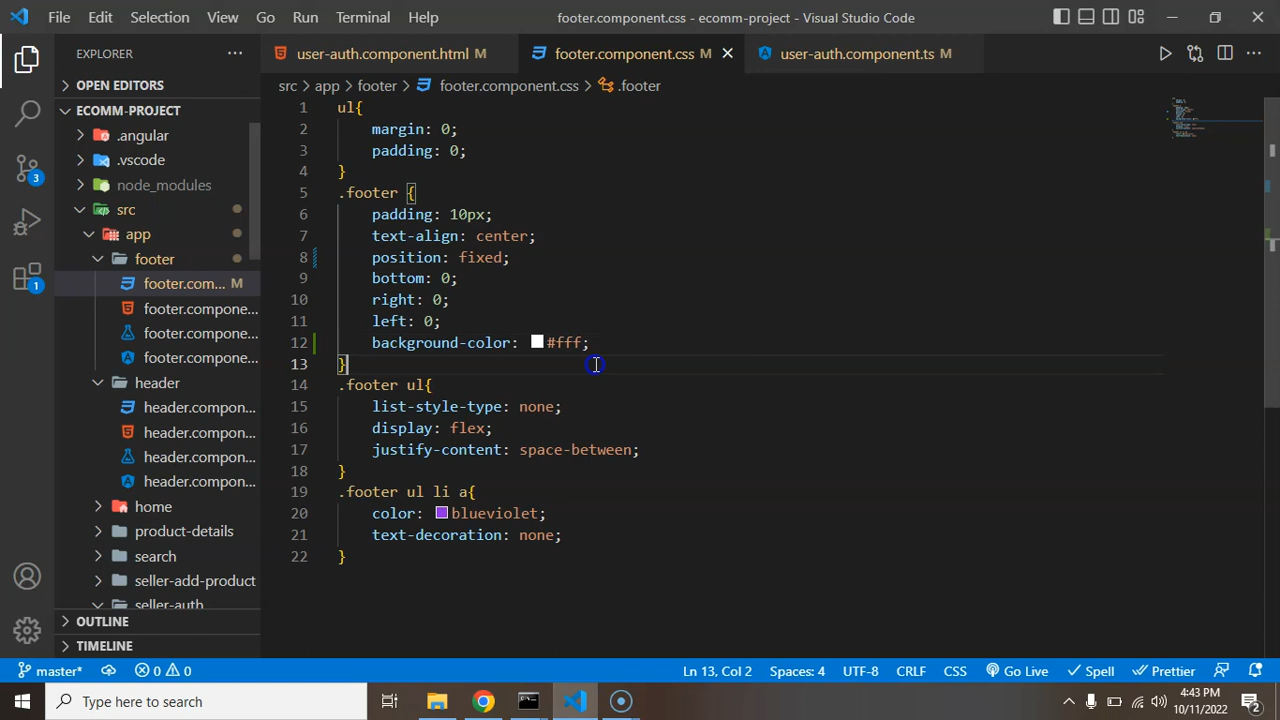 File Edit Selection View Go Run Terminal Help footer.component.css - ecomm-project - Visual Studio Code
EXPLORER
user-auth.component.html M footer.component.css M user-auth.component.ts M
OPEN EDITORS
src > app > footer > footer.component.css > .footer
ECOMM-PROJECT
.angular
.vscode
node_modules
src
app
footer
footer.com... M
footer.compone...
footer.compone...
footer.compone...
header
header.compon...
header.compon...
header.compon...
header.compon...
home
product-details
search
seller-add-product
seller-auth
OUTLINE
TIMELINE
3
1
1 ul{
2 margin: 0;
3 padding: 0;
4 }
5 .footer {
6 padding: 10px;
7 text-align: center;
8 position: fixed;
9 bottom: 0;
10 right: 0;
11 left: 0;
12 background-color: #fff;
13 }
14 .footer ul{
15 list-style-type: none;
16 display: flex;
17 justify-content: space-between;
18 }
19 .footer ul li a{
20 color: blueviolet;
21 text-decoration: none;
22 }
master* 0 0 Ln 13, Col 2 Spaces: 4 UTF-8 CRLF CSS Go Live Spell Prettier
Type here to search
4:43 PM
10/11/2022
2